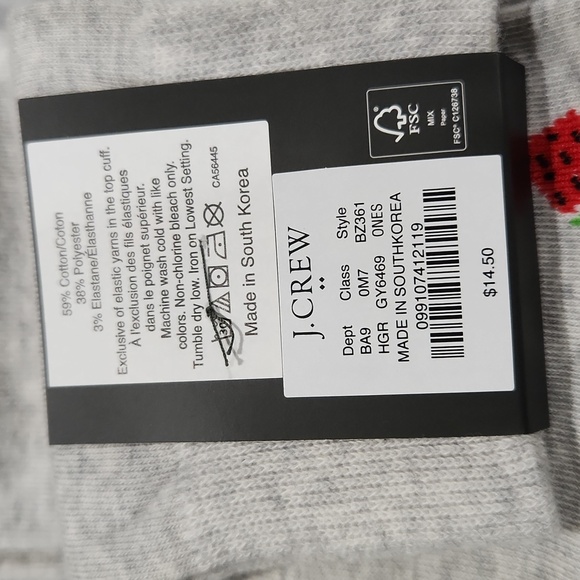 59% Cotton/Coton
38% Polyester
3% Elastane/Élasthanne
Exclusive of elastic yarns in the top cuff.
À l'exclusion des fils élastiques
dans le poignet supérieur.
Machine wash cold with like
colors. Non-chlorine bleach only.
Tumble dry low. Iron on Lowest Setting.
CA56445
Made in South Korea
FSC
MIX
Paper
FSC® C126738
J.CREW
Dept Class Style
BA9 0M7 BZ361
HGR GY6469 ONES
MADE IN SOUTHKOREA
099107412119
$14.50